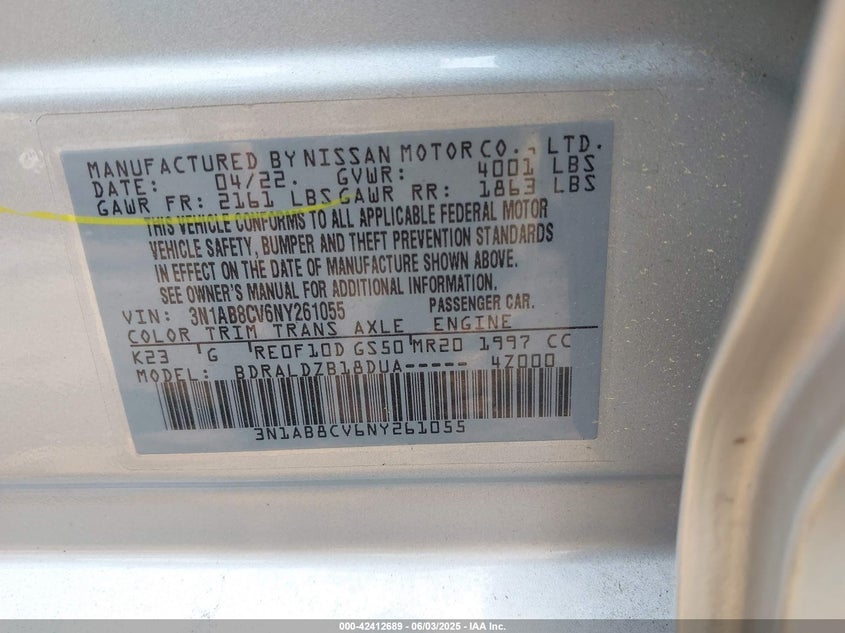 MANUFACTURED BY NISSAN MOTOR CO., LTD.
DATE: 04/22. GVWR: 4001 LBS
GAWR FR: 2161 LBS GAWR RR: 1863 LBS
THIS VEHICLE CONFORMS TO ALL APPLICABLE FEDERAL MOTOR
VEHICLE SAFETY, BUMPER AND THEFT PREVENTION STANDARDS
IN EFFECT ON THE DATE OF MANUFACTURE SHOWN ABOVE.
SEE OWNER'S MANUAL FOR ADDITIONAL INFORMATION.
VIN: 3N1AB8CV6NY261055 PASSENGER CAR.
COLOR TRIM TRANS AXLE ENGINE
K23 G RE0F10D GS50 MR20 1997 CC
MODEL: BDRALDZB18DUA----- 4Z000
3N1AB8CV6NY261055
000-42412689 - 06/03/2025 - IAA Inc.